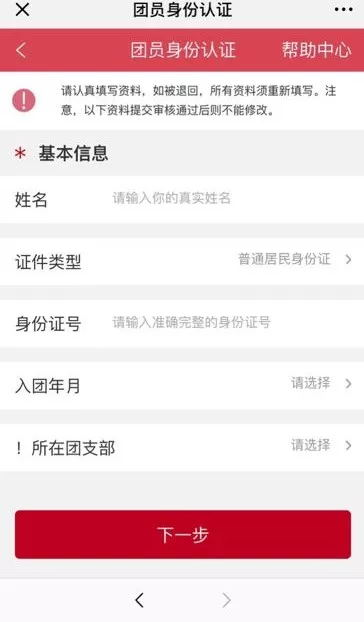 团员身份认证
团员身份认证 帮助中心
请认真填写资料，如被退回，所有资料须重新填写。注
意，以下资料提交审核通过后则不能修改。
* 基本信息
姓名 请输入你的真实姓名
证件类型 普通居民身份证
身份证号 请输入准确完整的身份证号
入团年月 请选择
！所在团支部 请选择
下一步